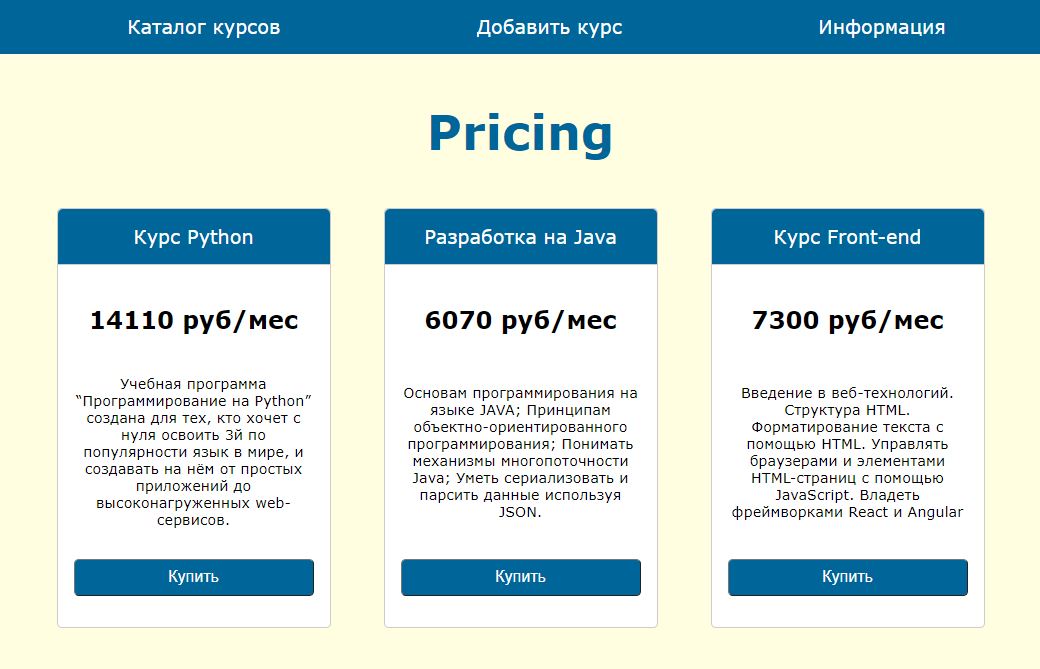 Каталог курсов
Добавить курс
Информация
Pricing
Курс Python
14110 руб/мес
Учебная программа
“Программирование на Python”
создана для тех, кто хочет с
нуля освоить 3й по
популярности язык в мире, и
создавать на нём от простых
приложений до
высоконагруженных web-
сервисов.
Купить
Разработка на Java
6070 руб/мес
Основам программирования на
языке JAVA; Принципам
объектно-ориентированного
программирования; Понимать
механизмы многопоточности
Java; Уметь сериализовать и
парсить данные используя
JSON.
Купить
Курс Front-end
7300 руб/мес
Введение в веб-технологий.
Структура HTML.
Форматирование текста с
помощью HTML. Управлять
браузерами и элементами
HTML-страниц с помощью
JavaScript. Владеть
фреймворками React и Angular
Купить